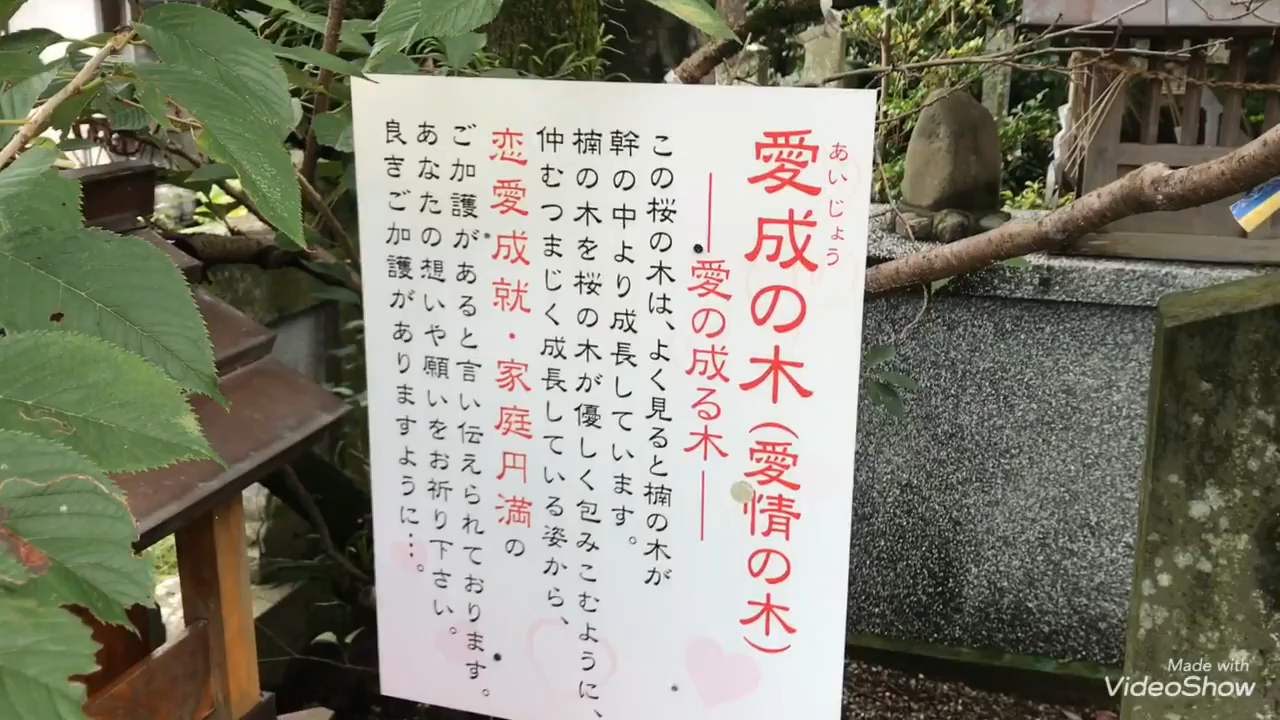 愛成の木(愛情の木)
あいじょう
―愛の成る木―
この桜の木は、よく見ると楠の木が
幹の中より成長しています。
楠の木を桜の木が優しく包みこむように、
仲むつまじく成長している姿から、
恋愛成就・家庭円満の
ご加護があると言い伝えられております。
あなたの想いや願いをお祈り下さい。
良きご加護がありますように…。
Made with
VideoShow